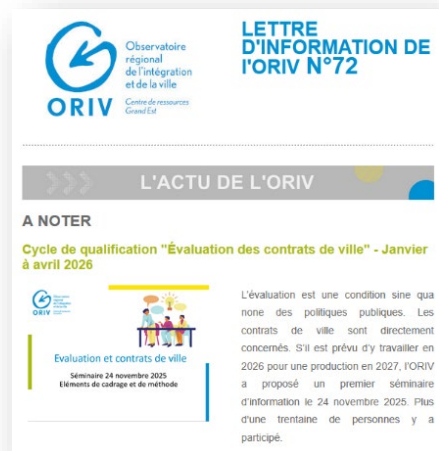 Observatoire
régional
de l'intégration
et de la ville
ORIV
Centre de ressources
Grand Est
LETTRE
D'INFORMATION DE
l'ORIV N°72
L'ACTU DE L'ORIV
A NOTER
Cycle de qualification "Évaluation des contrats de ville" - Janvier
à avril 2026
ORIV
Evaluation et contrats de ville
Séminaire 24 novembre 2025
Eléments de cadrage et de méthode
L'évaluation est une condition sine qua
none des politiques publiques. Les
contrats de ville sont directement
concernés. S'il est prévu d'y travailler en
2026 pour une production en 2027, l'ORIV
a proposé un premier séminaire
d'information le 24 novembre 2025. Plus
d'une trentaine de personnes y a
participé.